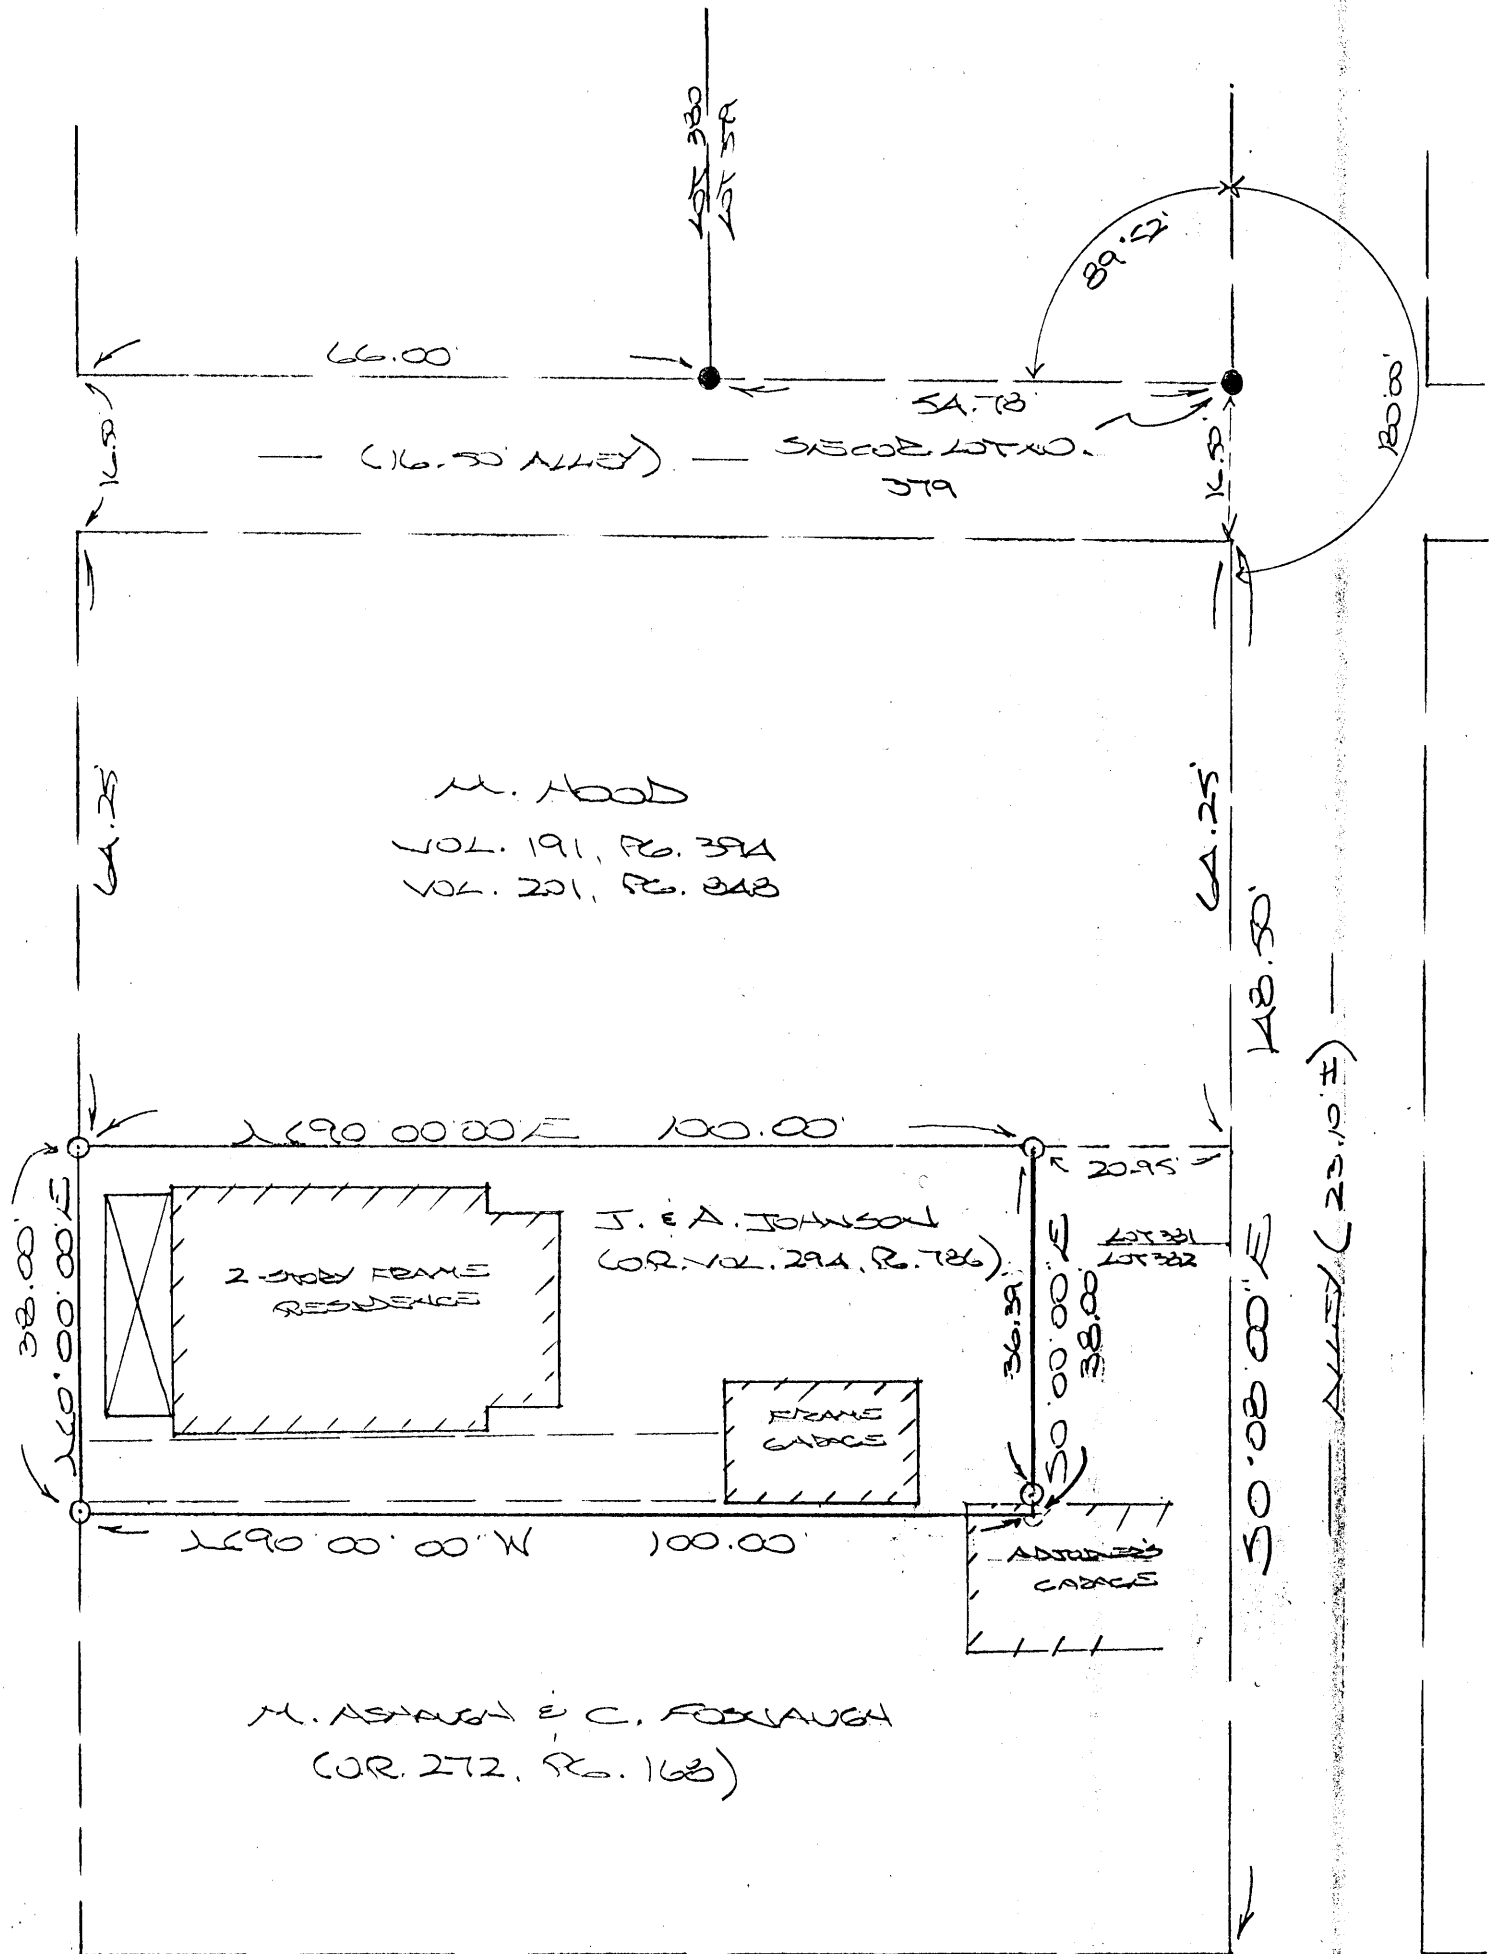 LOT 380
LOT 379
89°52'
66.00'
54.78'
180°00'
16.50'
— (16.50' ALLEY) —
SE COR. LOT NO.
379
16.50'
64.25'
M. HOOD
VOL. 191, PG. 394
VOL. 201, PG. 848
64.25'
148.50'
N 90°00'00" E 100.00'
20.95'
38.00'
N 0°00'00" E
J. & A. JOHNSON
(O.R. VOL. 294, PG. 786)
LOT 381
LOT 382
2-STORY FRAME
RESIDENCE
36.39'
S 0°00'00" E
38.00'
S 0°08'00" E
— ALLEY (23.10' ±) —
FRAME
GARAGE
N 90°00'00" W 100.00'
ADJOINER'S
GARAGE
M. ASHAUGH & C. FOSNAUGH
(O.R. 272, PG. 168)